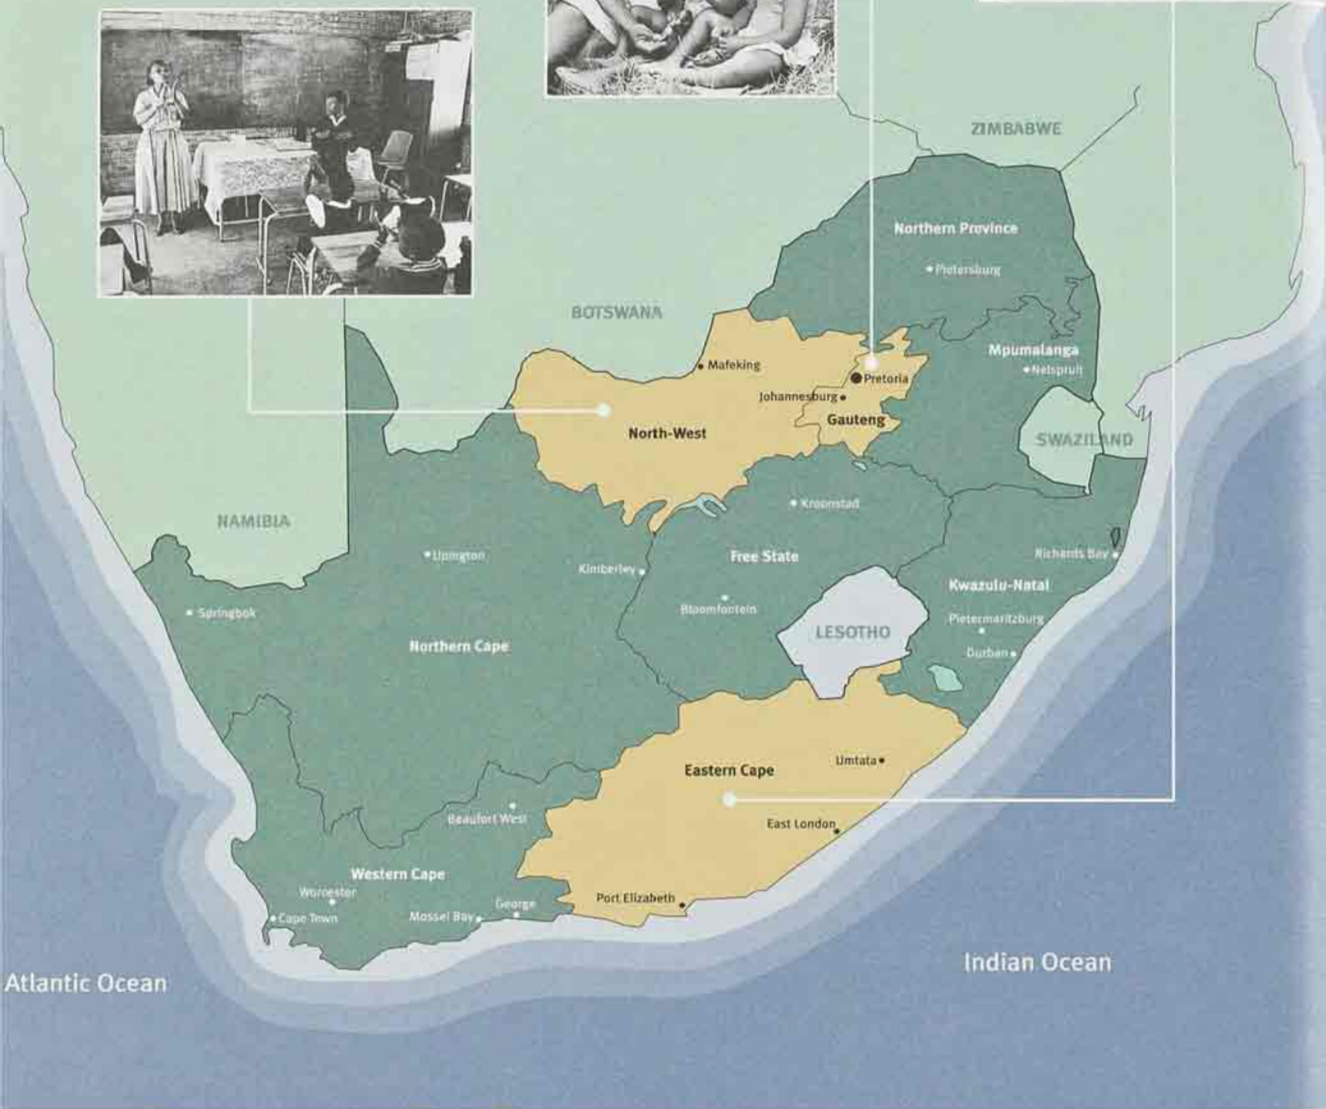 ZIMBABWE
Northern Province
Pietersburg
BOTSWANA
Mpumalanga
Nelspruit
Mafeking
Pretoria
Johannesburg
Gauteng
North-West
SWAZILAND
Kroonstad
NAMIBIA
Upington
Kimberley
Free State
Richards Bay
Kwazulu-Natal
Springbok
Bloomfontein
Pietermaritzburg
LESOTHO
Northern Cape
Durban
Umtata
Eastern Cape
Beaufort West
East London
Western Cape
Worcester
Port Elizabeth
George
Cape Town
Mossel Bay
Indian Ocean
Atlantic Ocean